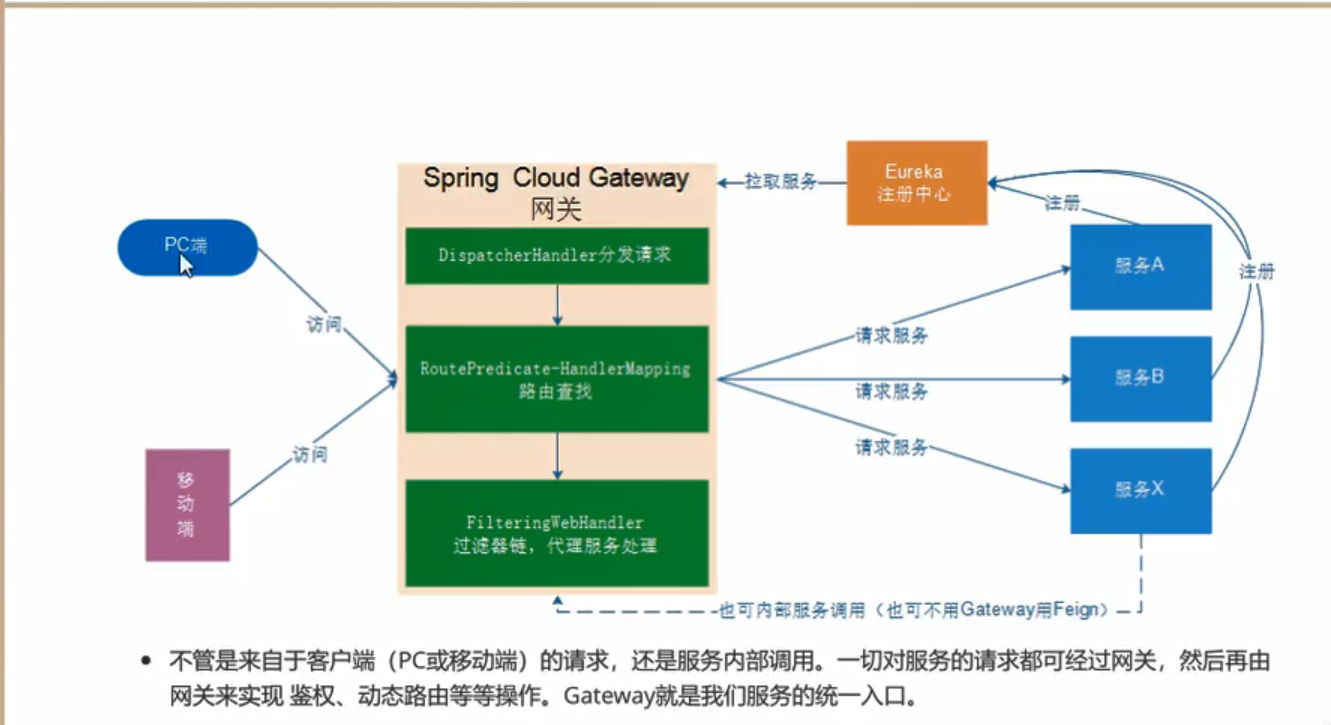 Spring Cloud Gateway
网关
DispatcherHandler分发请求
RoutePredicate-HandlerMapping
路由查找
FilteringWebHandler
过滤器链，代理服务处理
PC端
访问
移
动
端
访问
拉取服务
Eureka
注册中心
注册
注册
服务A
请求服务
服务B
请求服务
服务X
请求服务
也可内部服务调用（也可不用Gateway用Feign）
• 不管是来自于客户端（PC或移动端）的请求，还是服务内部调用。一切对服务的请求都可经过网关，然后再由
网关来实现 鉴权、动态路由等等操作。Gateway就是我们服务的统一入口。